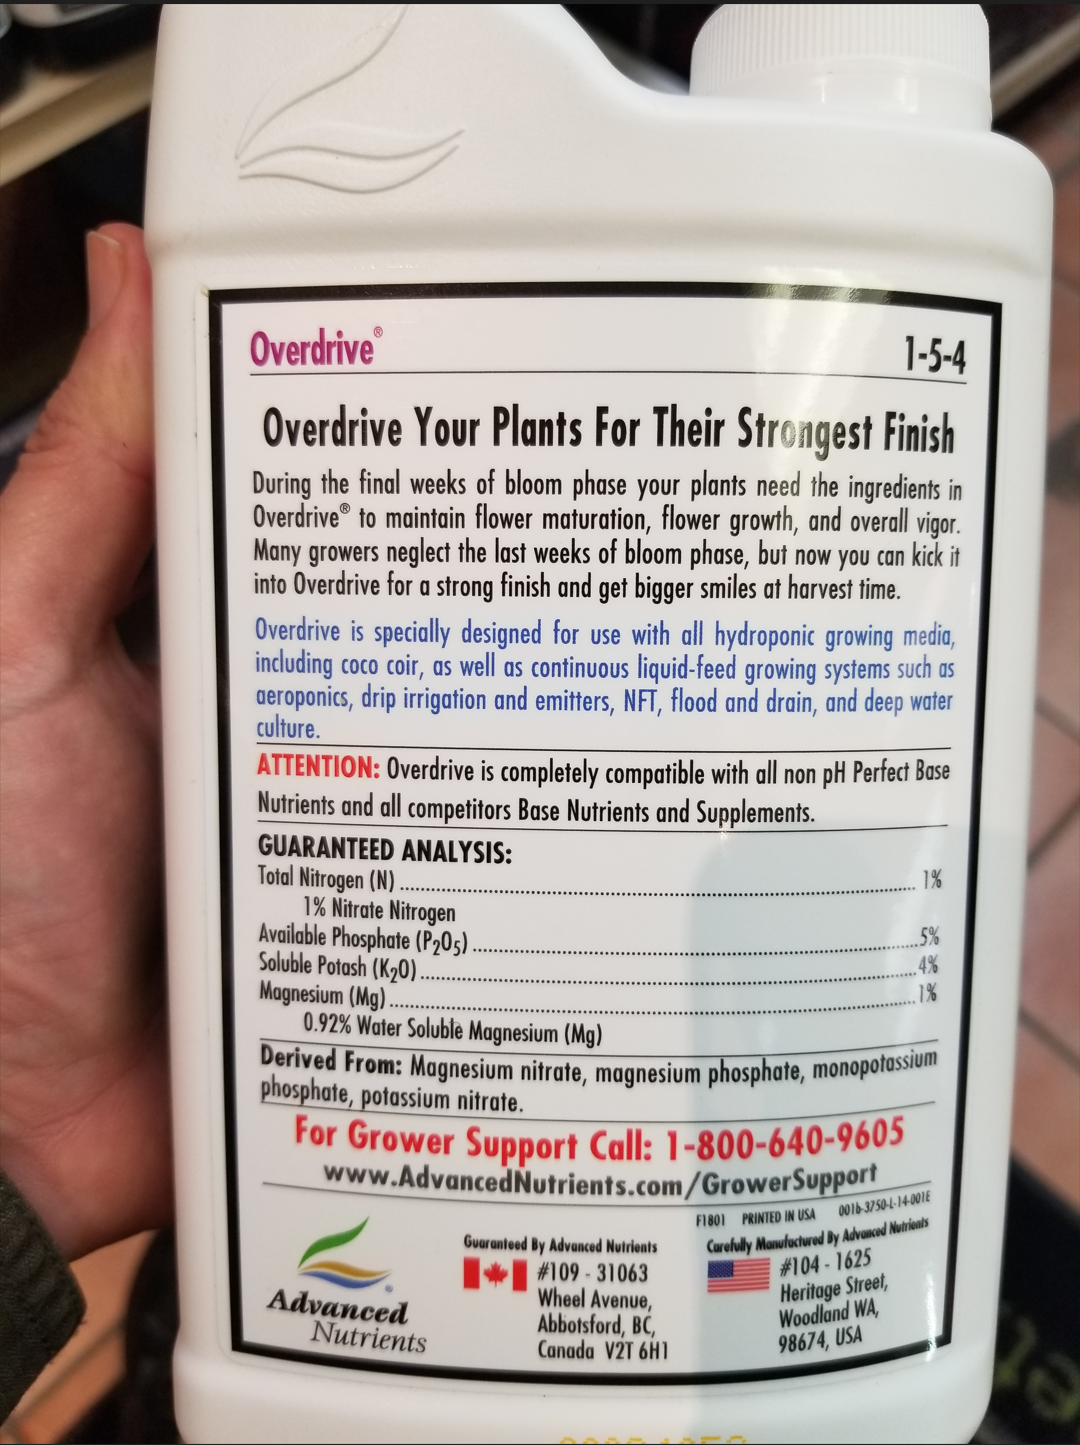 Overdrive®
1-5-4
Overdrive Your Plants For Their Strongest Finish
During the final weeks of bloom phase your plants need the ingredients in
Overdrive® to maintain flower maturation, flower growth, and overall vigor.
Many growers neglect the last weeks of bloom phase, but now you can kick it
into Overdrive for a strong finish and get bigger smiles at harvest time.
Overdrive is specially designed for use with all hydroponic growing media,
including coco coir, as well as continuous liquid-feed growing systems such as
aeroponics, drip irrigation and emitters, NFT, flood and drain, and deep water
culture.
ATTENTION: Overdrive is completely compatible with all non pH Perfect Base
Nutrients and all competitors Base Nutrients and Supplements.
GUARANTEED ANALYSIS:
Total Nitrogen (N) 1%
1% Nitrate Nitrogen
Available Phosphate (P₂O₅) 5%
Soluble Potash (K₂O) 4%
Magnesium (Mg) 1%
0.92% Water Soluble Magnesium (Mg)
Derived From: Magnesium nitrate, magnesium phosphate, monopotassium
phosphate, potassium nitrate.
For Grower Support Call: 1-800-640-9605
www.AdvancedNutrients.com/GrowerSupport
F1801 PRINTED IN USA 001b-3750-L-14-001E
Advanced
Nutrients
Guaranteed By Advanced Nutrients
#109 - 31063
Wheel Avenue,
Abbotsford, BC,
Canada V2T 6H1
Carefully Manufactured By Advanced Nutrients
#104 - 1625
Heritage Street,
Woodland WA,
98674, USA